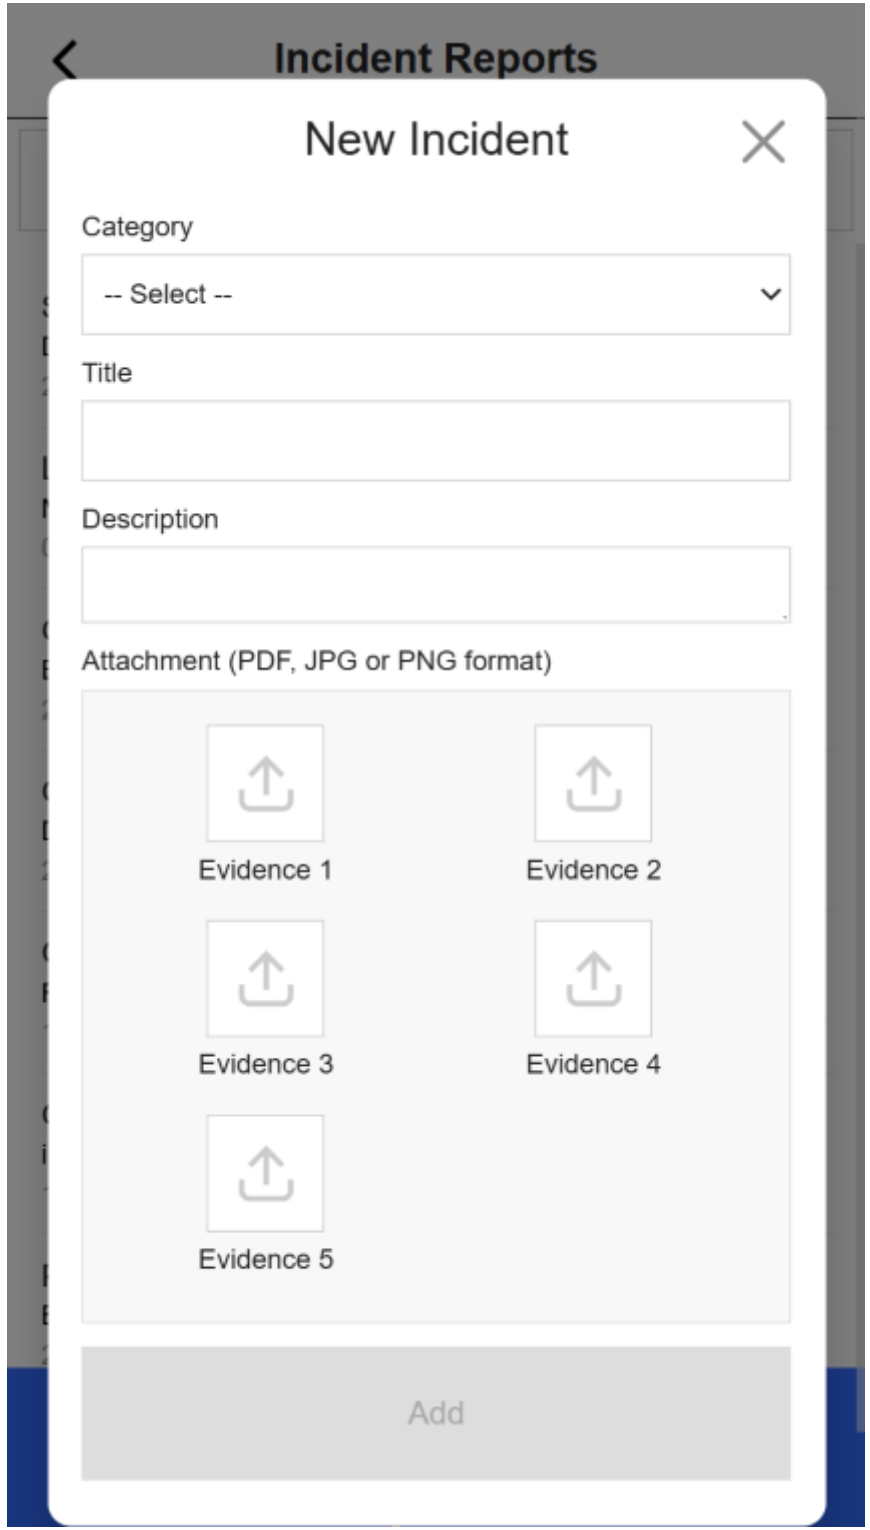 Incident Reports
New Incident
Category
-- Select --
Title
Description
Attachment (PDF, JPG or PNG format)
Evidence 1
Evidence 2
Evidence 3
Evidence 4
Evidence 5
Add